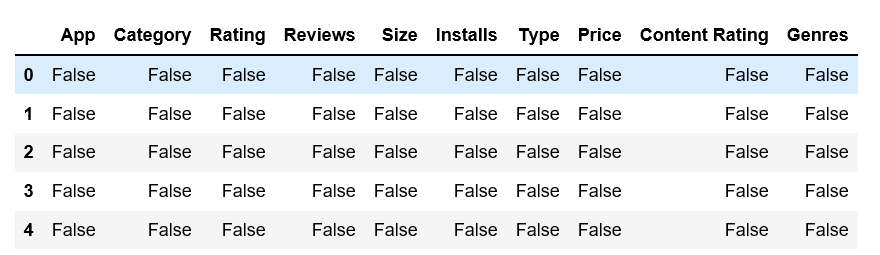 App Category Rating Reviews Size Installs Type Price Content Rating Genres
0 False False False False False False False False False False
1 False False False False False False False False False False
2 False False False False False False False False False False
3 False False False False False False False False False False
4 False False False False False False False False False False